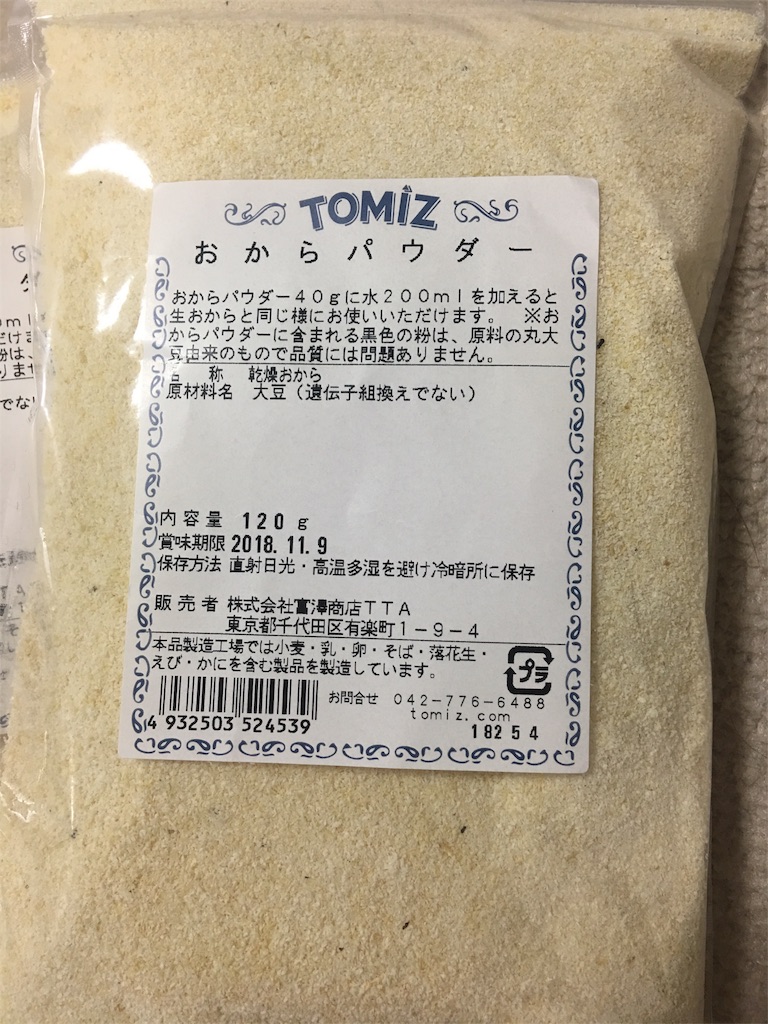 TOMIZ
おからパウダー
おからパウダー40gに水200mlを加えると
生おからと同じ様にお使いいただけます。 ※お
からパウダーに含まれる黒色の粉は、原料の丸大
豆由来のもので品質には問題ありません。
名 称 乾燥おから
原材料名 大豆(遺伝子組換えでない)
内容量 120g
賞味期限 2018.11.9
保存方法 直射日光・高温多湿を避け冷暗所に保存
販売者 株式会社富澤商店TTA
東京都千代田区有楽町1-9-4
本品製造工場では小麦・乳・卵・そば・落花生・
えび・かにを含む製品を製造しています。
プラ
お問合せ 042-776-6488
tomiz.com
4 932503 524539
18254